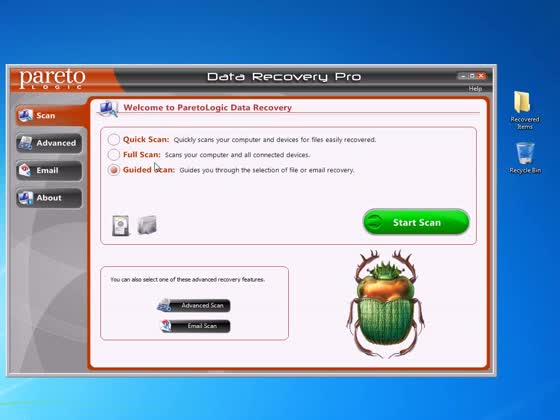 pareto
LOGIC
Data Recovery Pro
Help
Scan
Advanced
Email
About
Welcome to ParetoLogic Data Recovery
Quick Scan: Quickly scans your computer and devices for files easily recovered.
Full Scan: Scans your computer and all connected devices.
Guided Scan: Guides you through the selection of file or email recovery.
Start Scan
You can also select one of these advanced recovery features.
Advanced Scan
Email Scan
Recovered
Items
Recycle Bin